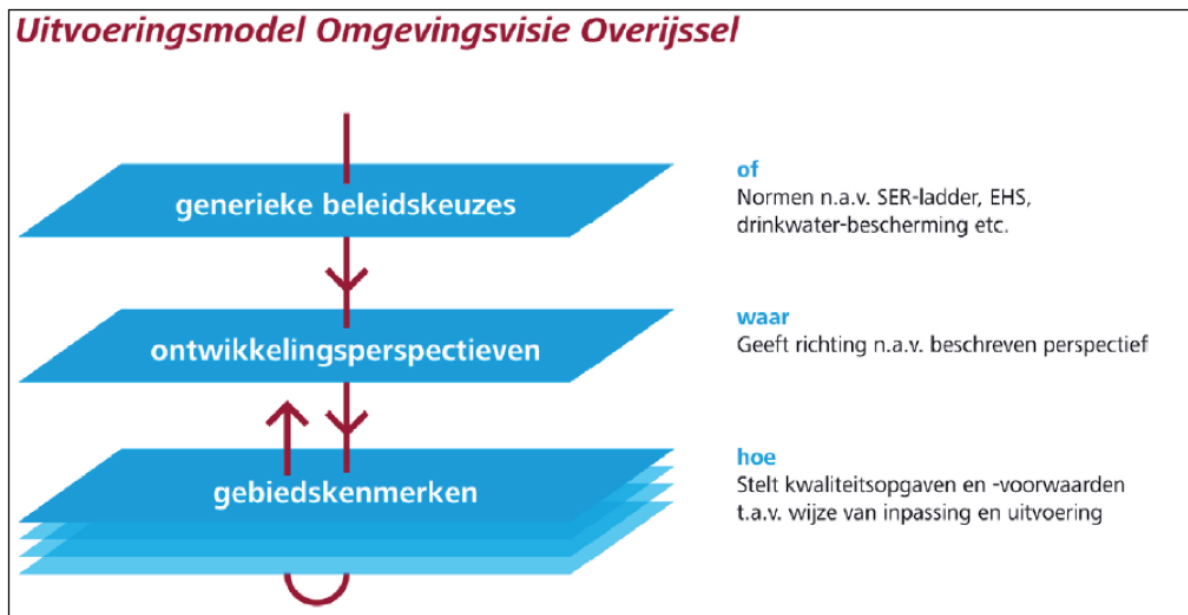 Uitvoeringsmodel Omgevingsvisie Overijssel
generieke beleidskeuzes
of
Normen n.a.v. SER-ladder, EHS,
drinkwater-bescherming etc.
ontwikkelingsperspectieven
waar
Geeft richting n.a.v. beschreven perspectief
gebiedskenmerken
hoe
Stelt kwaliteitsopgaven en -voorwaarden
t.a.v. wijze van inpassing en uitvoering